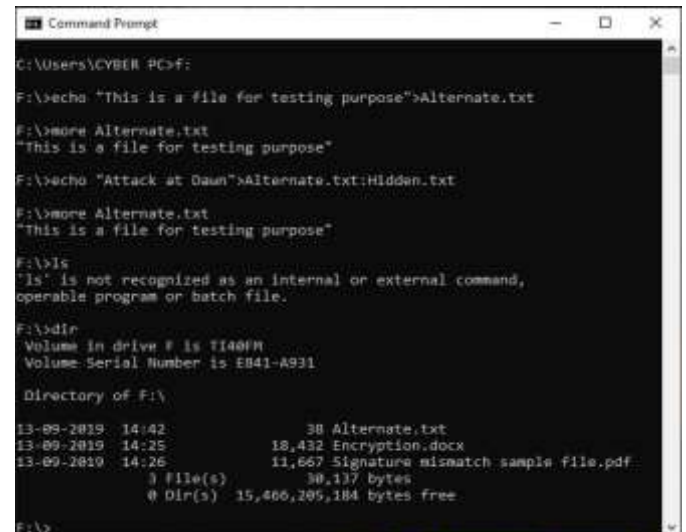 Command Prompt
C:\Users\CYBER PC>f:
F:\>echo "This is a file for testing purpose">Alternate.txt
F:\>more Alternate.txt
"This is a file for testing purpose"
F:\>echo "Attack at Dawn">Alternate.txt:Hidden.txt
F:\>more Alternate.txt
"This is a file for testing purpose"
F:\>ls
'ls' is not recognized as an internal or external command,
operable program or batch file.
F:\>dir
Volume in drive F is TI40FM
Volume Serial Number is E841-A931
Directory of F:\
13-09-2019 14:42 38 Alternate.txt
13-09-2019 14:25 18,432 Encryption.docx
13-09-2019 14:26 11,667 Signature mismatch sample file.pdf
3 File(s) 30,137 bytes
0 Dir(s) 15,466,205,184 bytes free
F:\>